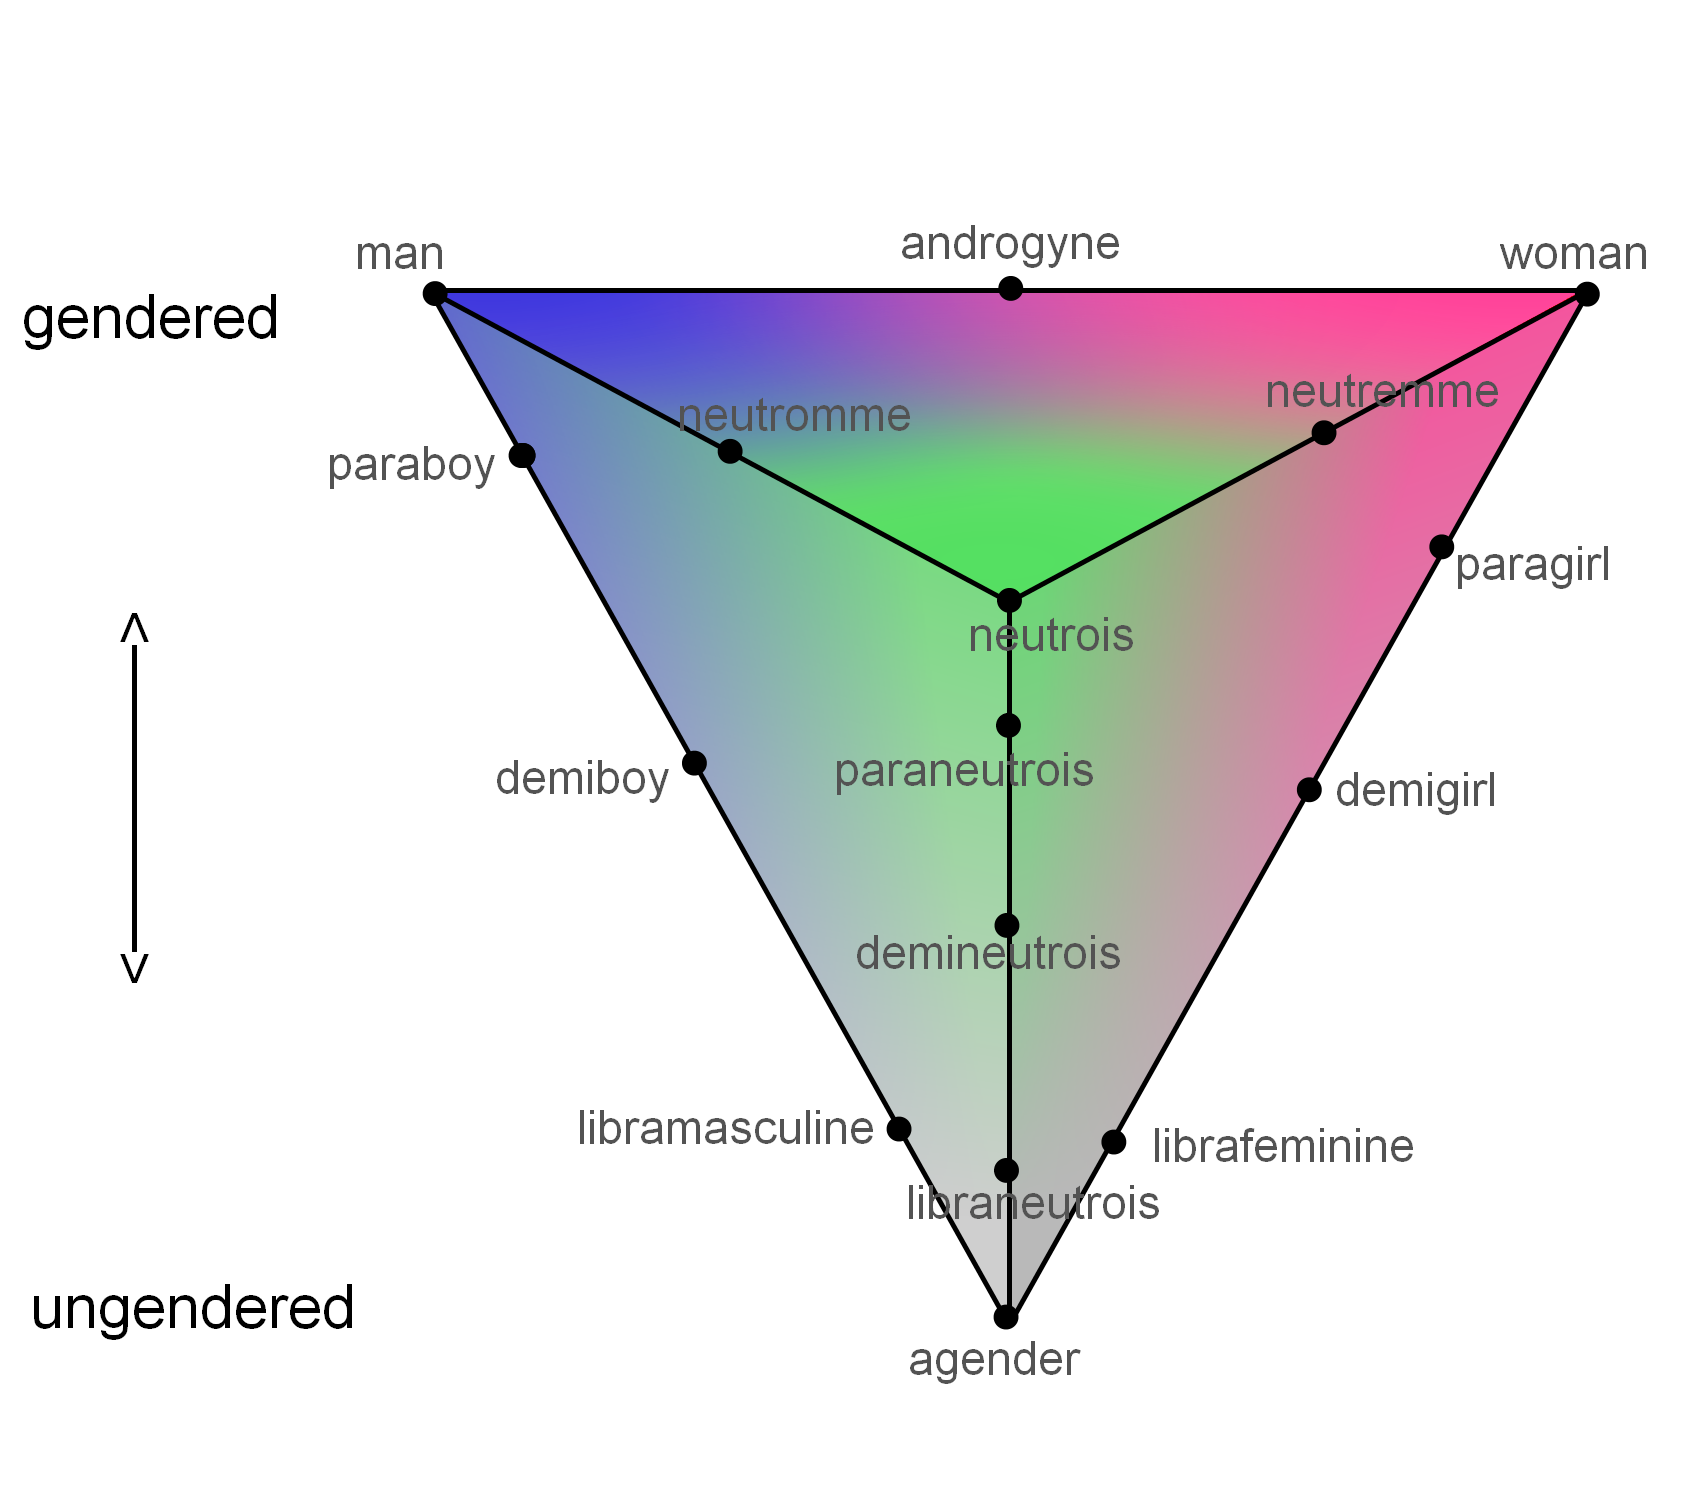 man
androgyne
woman
gendered
neutromme
neutremme
paraboy
paragirl
neutrois
^
paraneutrois
demiboy
demigirl
demineutrois
v
libramasculine
librafeminine
libraneutrois
ungendered
agender